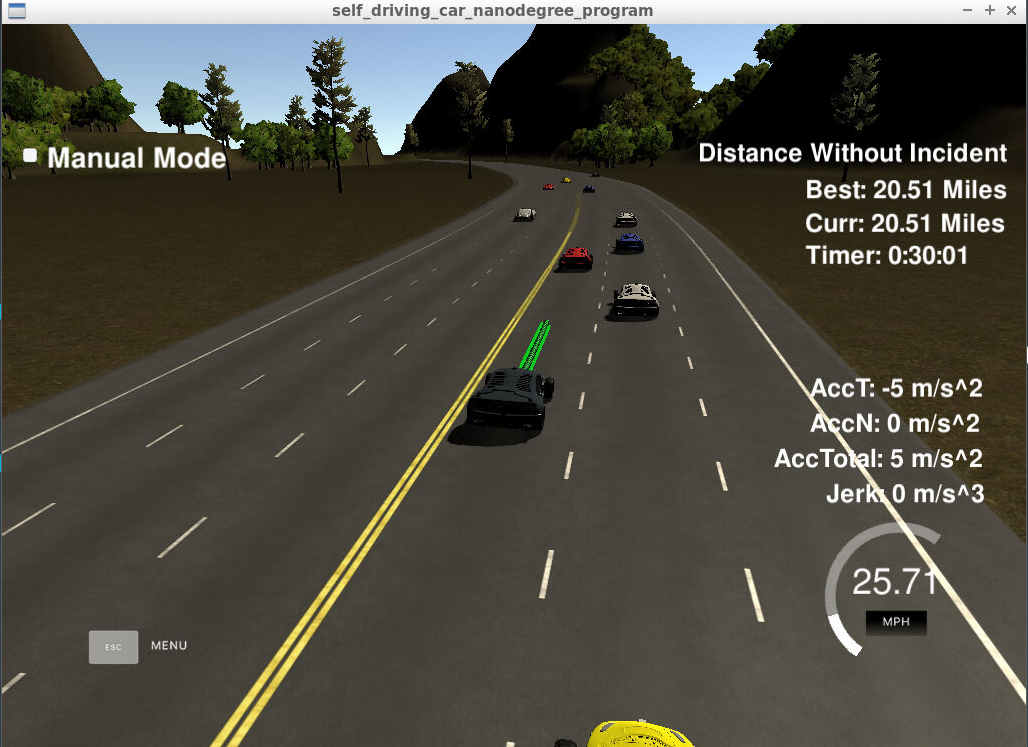 self_driving_car_nanodegree_program
Manual Mode
Distance Without Incident
Best: 20.51 Miles
Curr: 20.51 Miles
Timer: 0:30:01
AccT: -5 m/s^2
AccN: 0 m/s^2
AccTotal: 5 m/s^2
Jerk: 0 m/s^3
25.71
MPH
ESC MENU